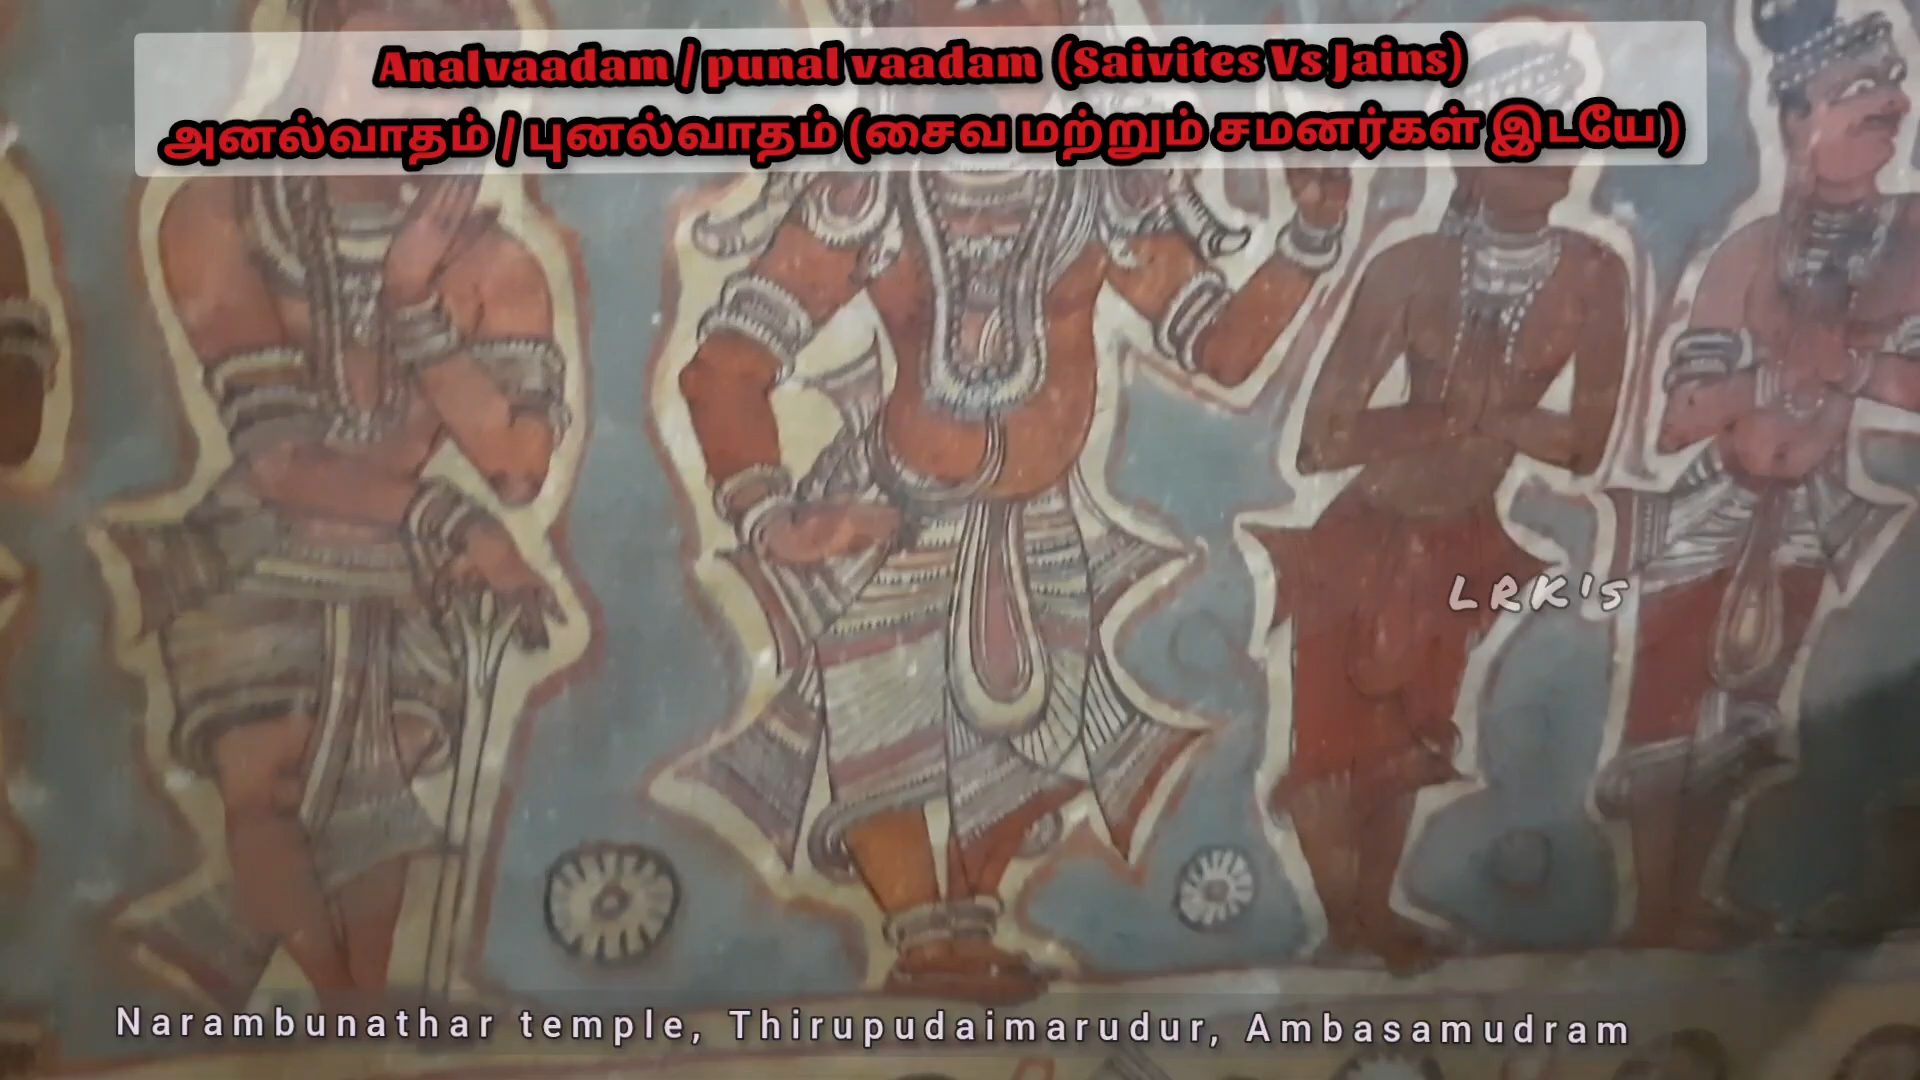 Analvaadam / punal vaadam (Saivites Vs Jains)
அனல்வாதம் / புனல்வாதம் (சைவ மற்றும் சமனர்கள் இடயே )
LRK's
Narambunathar temple, Thirupudaimarudur, Ambasamudram